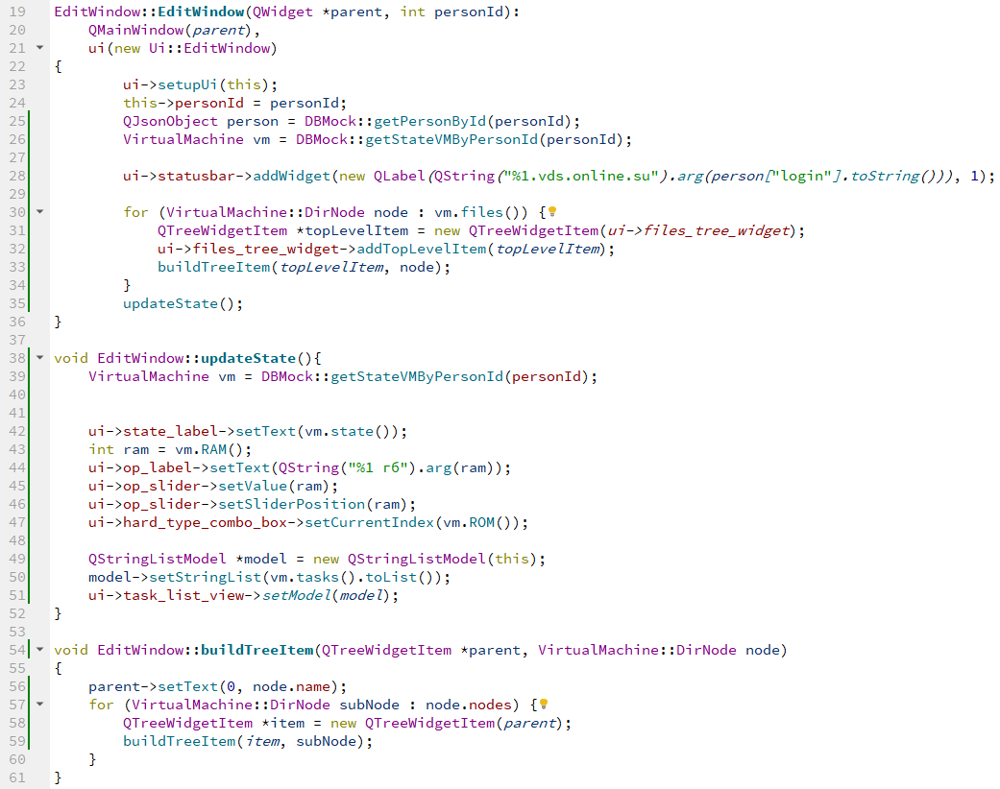 19 EditWindow::EditWindow(QWidget *parent, int personId):
20     QMainWindow(parent),
21     ui(new Ui::EditWindow)
22 {
23         ui->setupUi(this);
24         this->personId = personId;
25         QJsonObject person = DBMock::getPersonById(personId);
26         VirtualMachine vm = DBMock::getStateVMByPersonId(personId);
27
28         ui->statusbar->addWidget(new QLabel(QString("%1.vds.online.su").arg(person["login"].toString())), 1);
29
30         for (VirtualMachine::DirNode node : vm.files()) {
31             QTreeWidgetItem *topLevelItem = new QTreeWidgetItem(ui->files_tree_widget);
32             ui->files_tree_widget->addTopLevelItem(topLevelItem);
33             buildTreeItem(topLevelItem, node);
34         }
35         updateState();
36 }
37
38 void EditWindow::updateState(){
39     VirtualMachine vm = DBMock::getStateVMByPersonId(personId);
40
41
42     ui->state_label->setText(vm.state());
43     int ram = vm.RAM();
44     ui->op_label->setText(QString("%1 гб").arg(ram));
45     ui->op_slider->setValue(ram);
46     ui->op_slider->setSliderPosition(ram);
47     ui->hard_type_combo_box->setCurrentIndex(vm.ROM());
48
49     QStringListModel *model = new QStringListModel(this);
50     model->setStringList(vm.tasks().toList());
51     ui->task_list_view->setModel(model);
52 }
53
54 void EditWindow::buildTreeItem(QTreeWidgetItem *parent, VirtualMachine::DirNode node)
55 {
56     parent->setText(0, node.name);
57     for (VirtualMachine::DirNode subNode : node.nodes) {
58         QTreeWidgetItem *item = new QTreeWidgetItem(parent);
59         buildTreeItem(item, subNode);
60     }
61 }